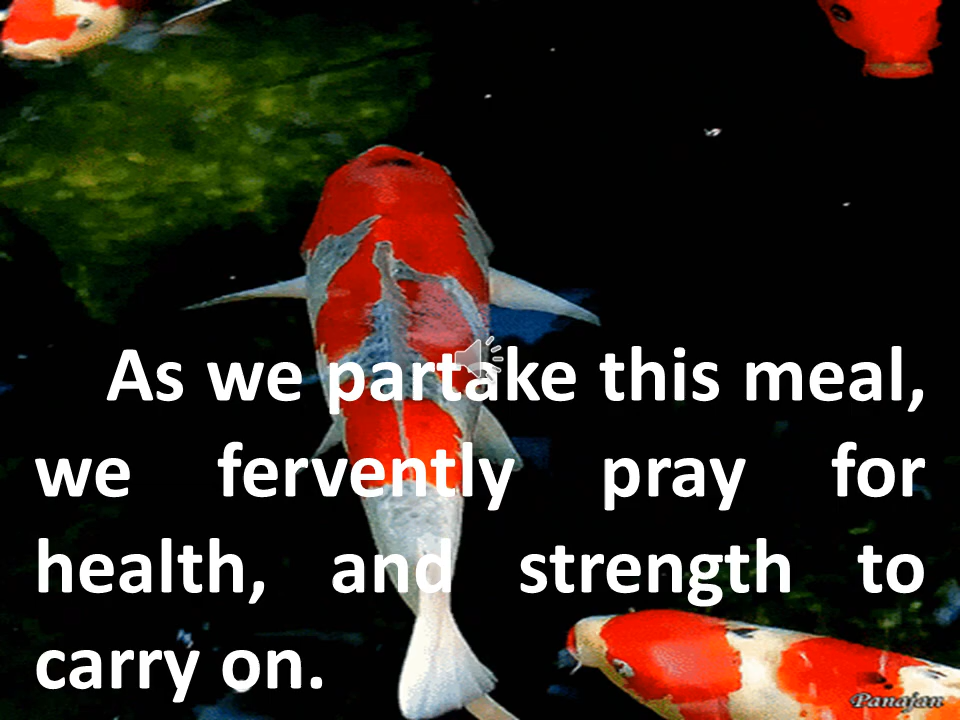 As we partake this meal,
we fervently pray for
health, and strength to
carry on.
Panajan